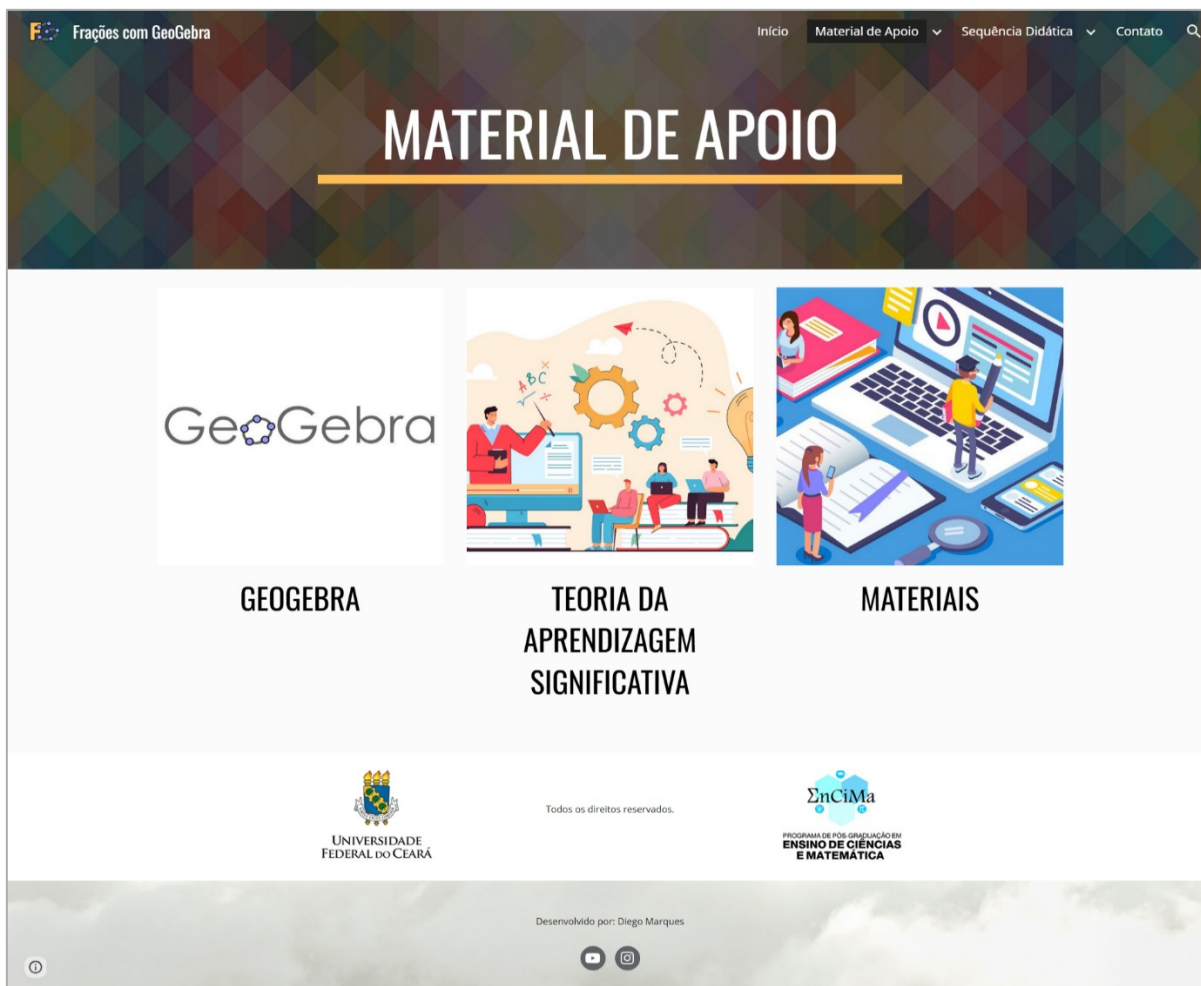 Frações com GeoGebra
Início Material de Apoio Sequência Didática Contato
MATERIAL DE APOIO
GeoGebra
ABC
GEOGEBRA
TEORIA DA
APRENDIZAGEM
SIGNIFICATIVA
MATERIAIS
UNIVERSIDADE
FEDERAL DO CEARÁ
Todos os direitos reservados.
ΣnCiMa
PROGRAMA DE PÓS-GRADUAÇÃO EM
ENSINO DE CIÊNCIAS
E MATEMÁTICA
Desenvolvido por: Diego Marques